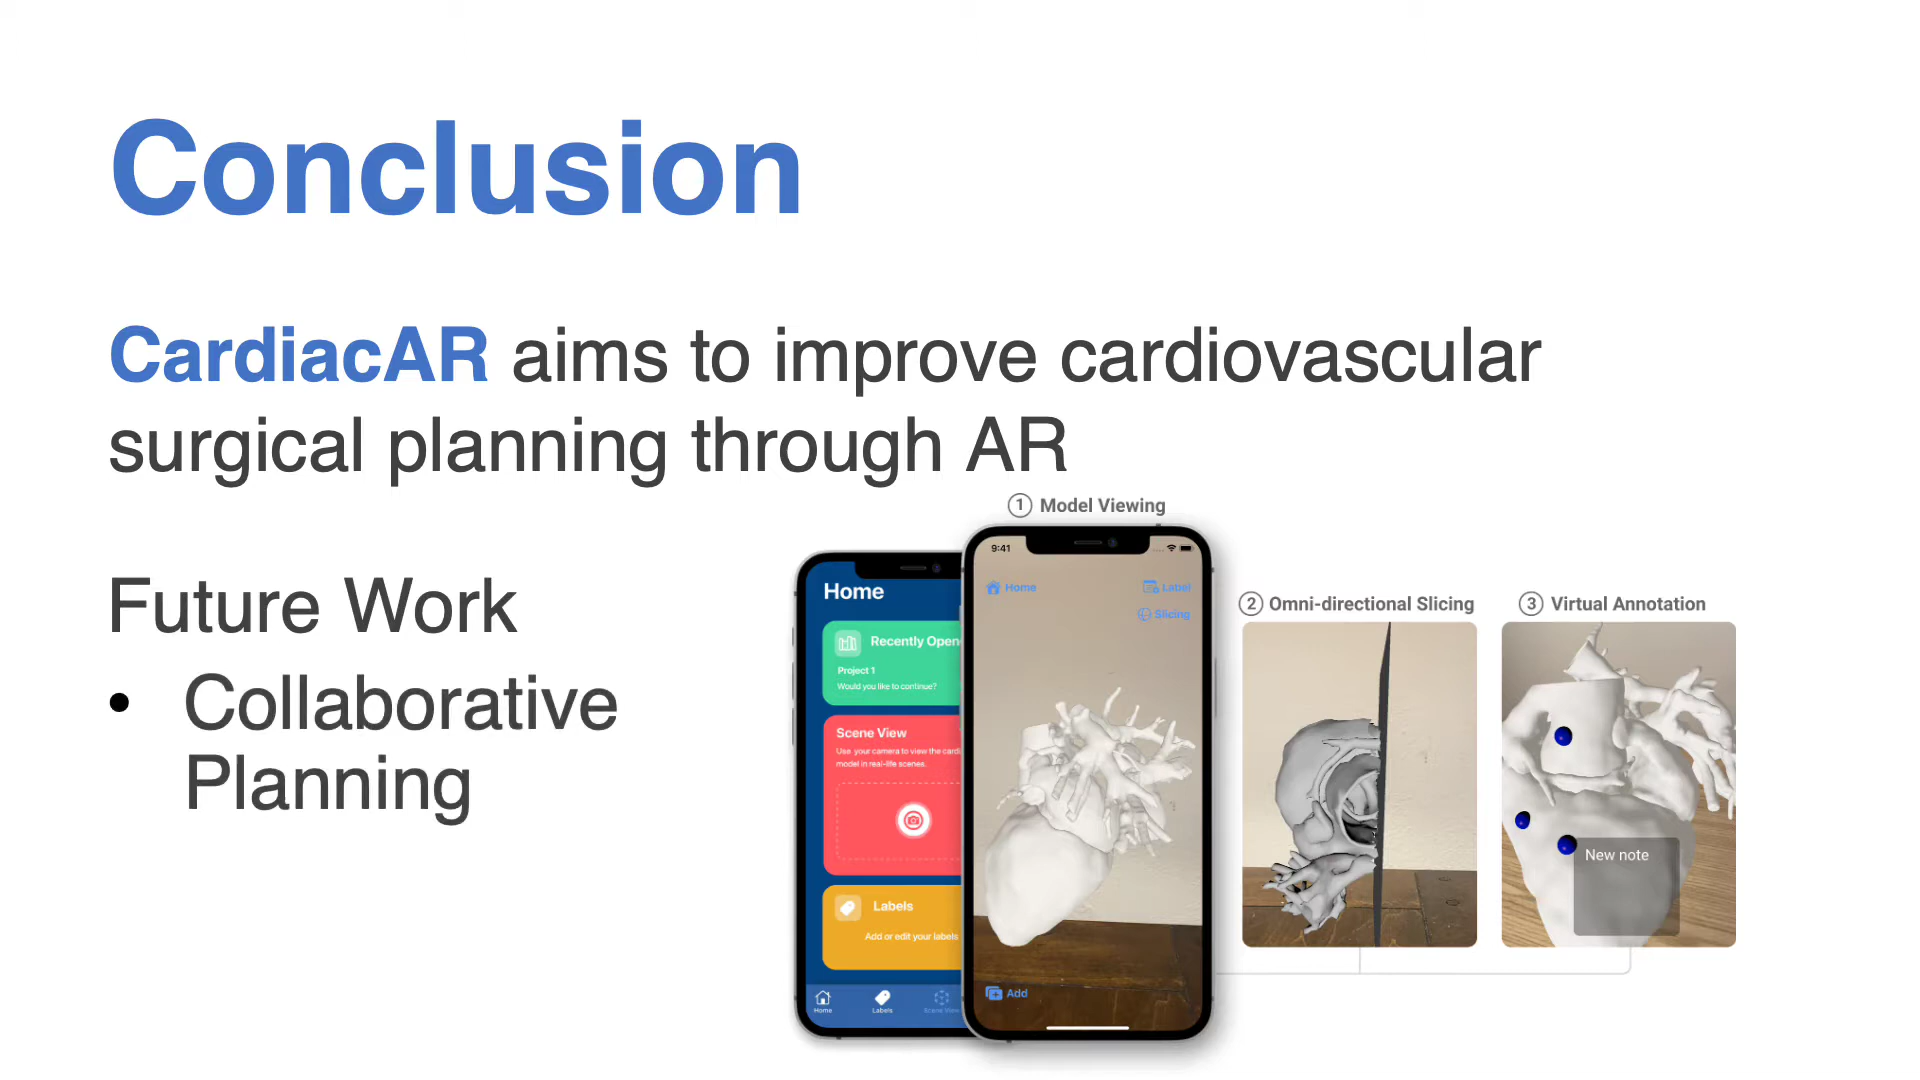 Conclusion
CardiacAR aims to improve cardiovascular
surgical planning through AR
Future Work
• Collaborative
Planning
1 Model Viewing
2 Omni-directional Slicing
3 Virtual Annotation
Home
Recently Open
Project 1
Would you like to continue?
Scene View
Use your camera to view the cardi
model in real-life scenes.
Labels
Add or edit your labels
Home
Labels
Scene View
9:41
Home
Label
Slicing
Add
New note